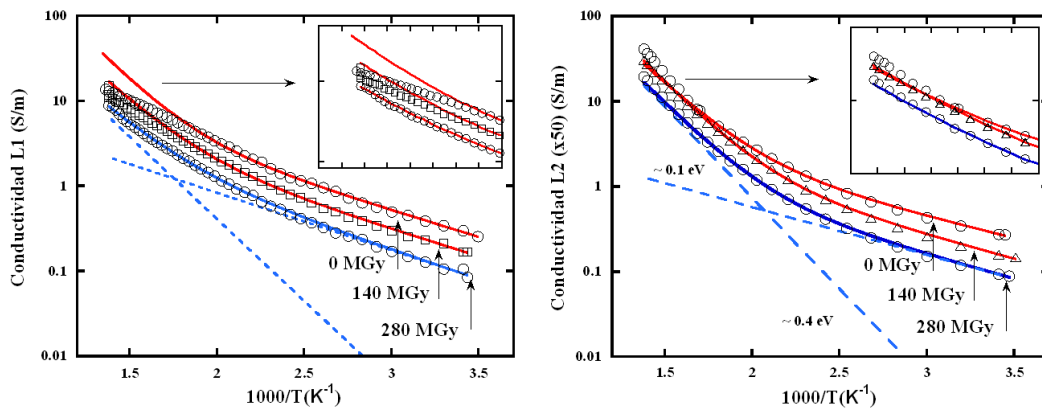 Conductividad L1 (S/m)
100
10
1
0.1
0.01
0 MGy
140 MGy
280 MGy
1.5
2
2.5
3
3.5
1000/T(K⁻¹)
Conductividad L2 (x50) (S/m)
100
10
1
0.1
0.01
~ 0.1 eV
~ 0.4 eV
0 MGy
140 MGy
280 MGy
1.5
2
2.5
3
3.5
1000/T(K⁻¹)